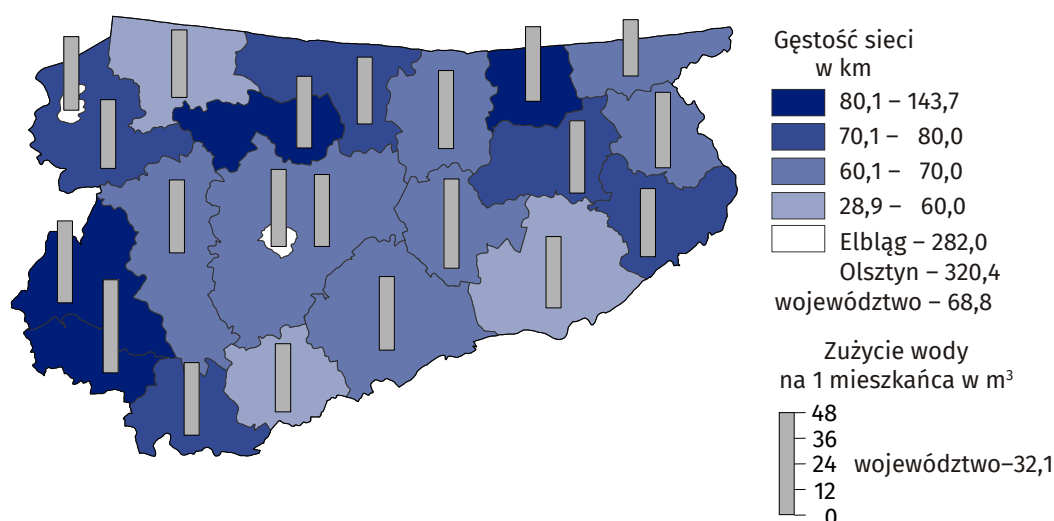 Gęstość sieci
w km
80,1 – 143,7
70,1 – 80,0
60,1 – 70,0
28,9 – 60,0
Elbląg – 282,0
Olsztyn – 320,4
województwo – 68,8
Zużycie wody
na 1 mieszkańca w m³
48
36
24 województwo–32,1
12
0